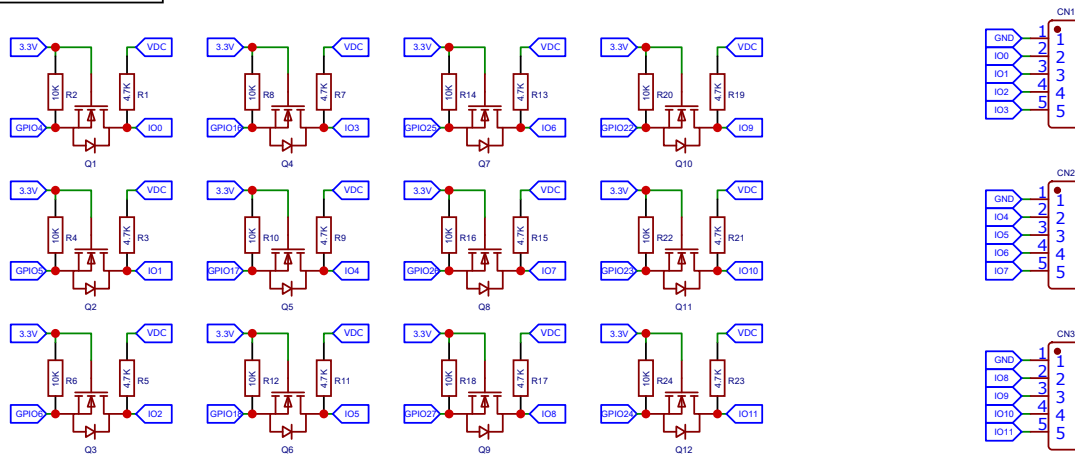 CN1
3.3V VDC 3.3V VDC 3.3V VDC 3.3V VDC
GND 1 1
IO0 2 2
IO1 3 3
IO2 4 4
IO3 5 5
10K R2 4.7K R1 10K R8 4.7K R7 10K R14 4.7K R13 10K R20 4.7K R19
GPIO4 IO0 GPIO16 IO3 GPIO25 IO6 GPIO22 IO9
Q1 Q4 Q7 Q10
CN2
3.3V VDC 3.3V VDC 3.3V VDC 3.3V VDC
GND 1 1
IO4 2 2
IO5 3 3
IO6 4 4
IO7 5 5
10K R4 4.7K R3 10K R10 4.7K R9 10K R16 4.7K R15 10K R22 4.7K R21
GPIO5 IO1 GPIO17 IO4 GPIO26 IO7 GPIO23 IO10
Q2 Q5 Q8 Q11
CN3
3.3V VDC 3.3V VDC 3.3V VDC 3.3V VDC
GND 1 1
IO8 2 2
IO9 3 3
IO10 4 4
IO11 5 5
10K R6 4.7K R5 10K R12 4.7K R11 10K R18 4.7K R17 10K R24 4.7K R23
GPIO6 IO2 GPIO18 IO5 GPIO27 IO8 GPIO24 IO11
Q3 Q6 Q9 Q12